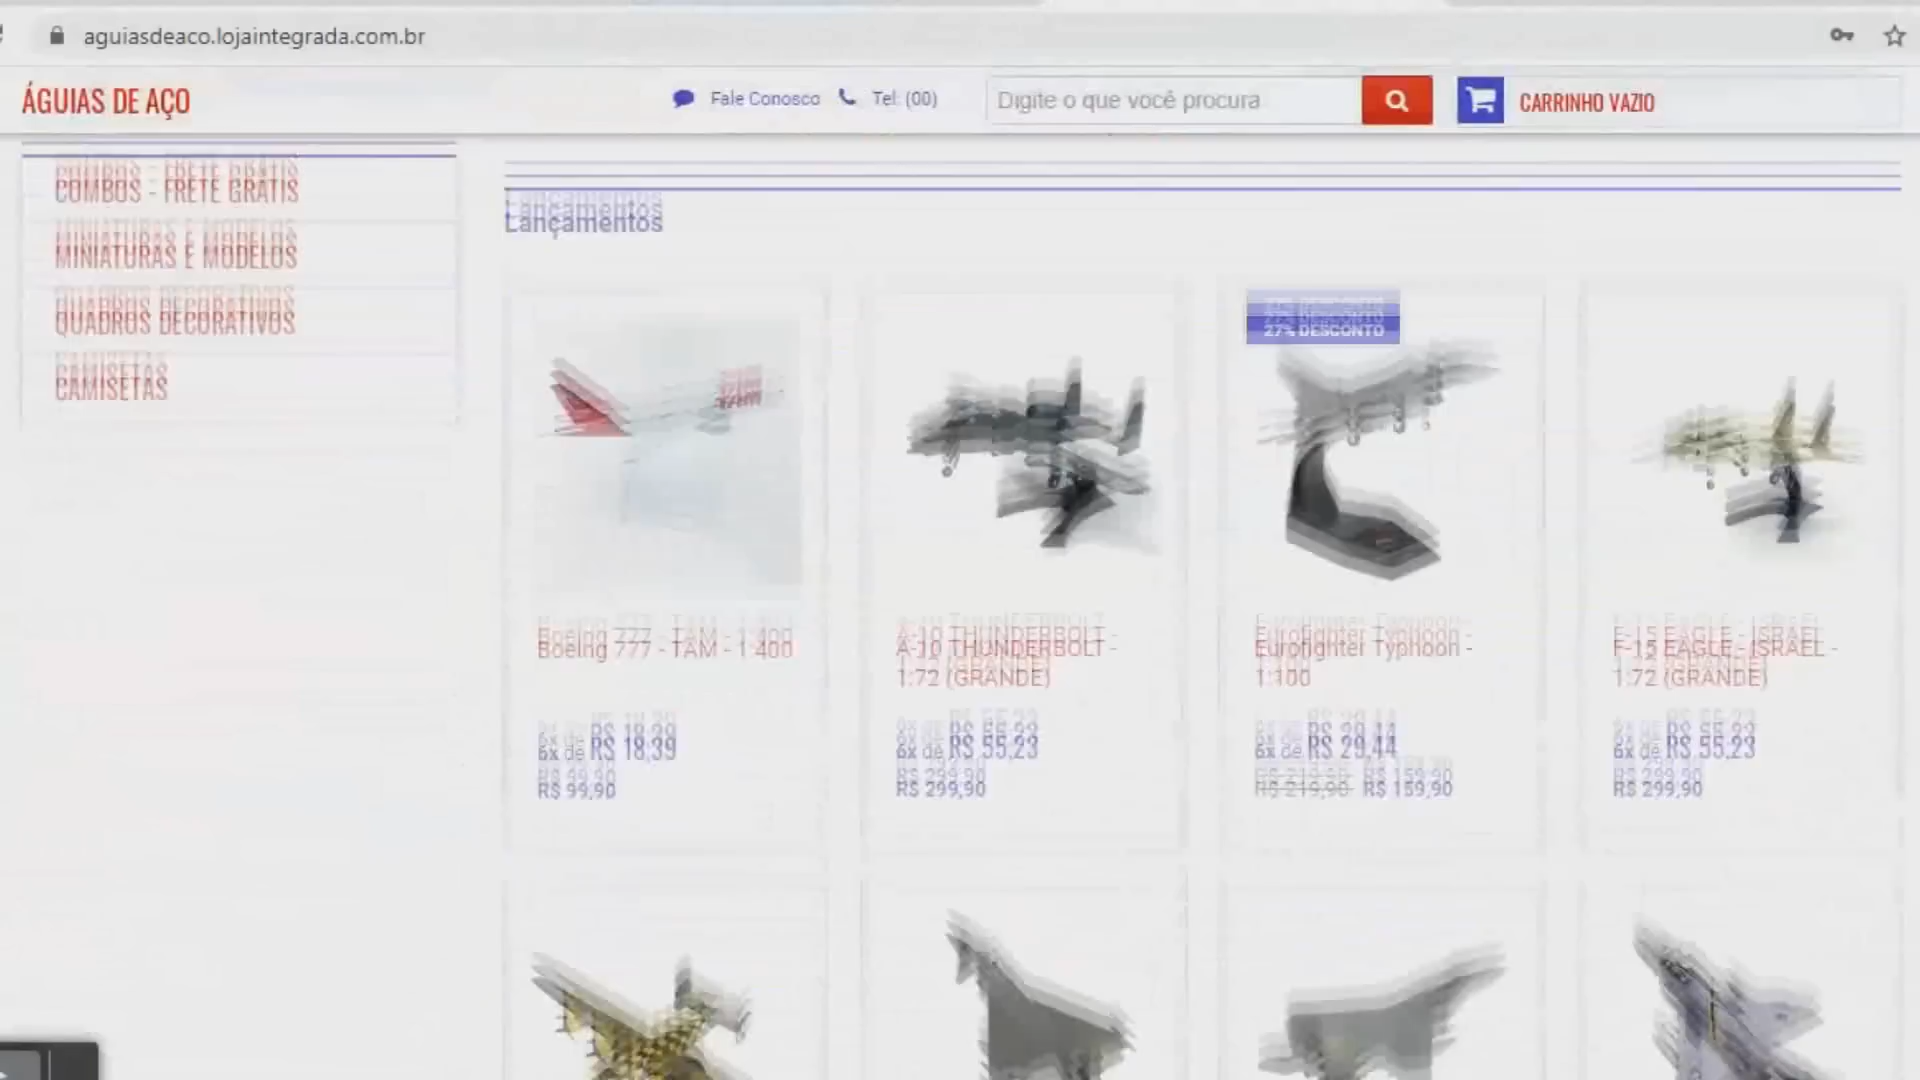 aguiasdeaco.lojaintegrada.com.br
ÁGUIAS DE AÇO
Fale Conosco
Tel: (00)
Digite o que você procura
CARRINHO VAZIO
COMBOS - FRETE GRÁTIS
MINIATURAS E MODELOS
QUADROS DECORATIVOS
CAMISETAS
Lançamentos
27% DESCONTO
Boeing 777 - TAM - 1:400
6x de R$ 18,39
R$ 99,90
A-10 THUNDERBOLT -
1:72 (GRANDE)
6x de R$ 55,23
R$ 299,90
Eurofighter Typhoon -
1:100
6x de R$ 29,44
R$ 219,90 R$ 159,90
F-15 EAGLE - ISRAEL -
1:72 (GRANDE)
6x de R$ 55,23
R$ 299,90